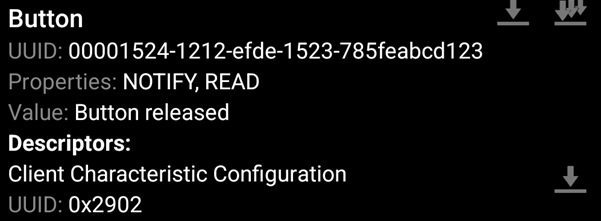 Button
UUID: 00001524-1212-efde-1523-785feabcd123
Properties: NOTIFY, READ
Value: Button released
Descriptors:
Client Characteristic Configuration
UUID: 0x2902